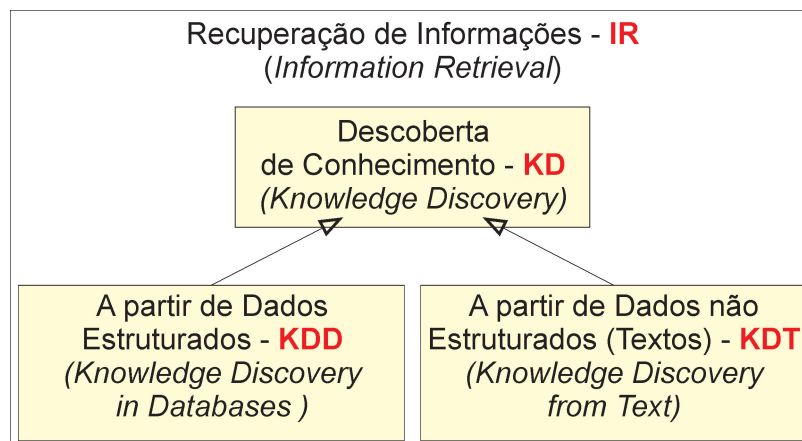 Recuperação de Informações - IR
(Information Retrieval)
Descoberta
de Conhecimento - KD
(Knowledge Discovery)
A partir de Dados
Estruturados - KDD
(Knowledge Discovery
in Databases )
A partir de Dados não
Estruturados (Textos) - KDT
(Knowledge Discovery
from Text)